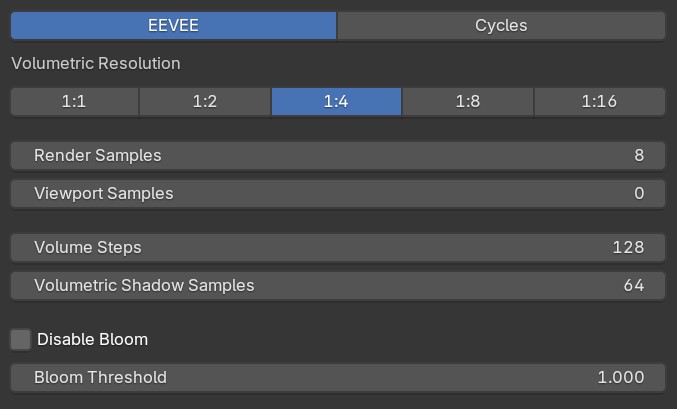 EEVEE Cycles
Volumetric Resolution
1:1 1:2 1:4 1:8 1:16
Render Samples 8
Viewport Samples 0
Volume Steps 128
Volumetric Shadow Samples 64
Disable Bloom
Bloom Threshold 1.000